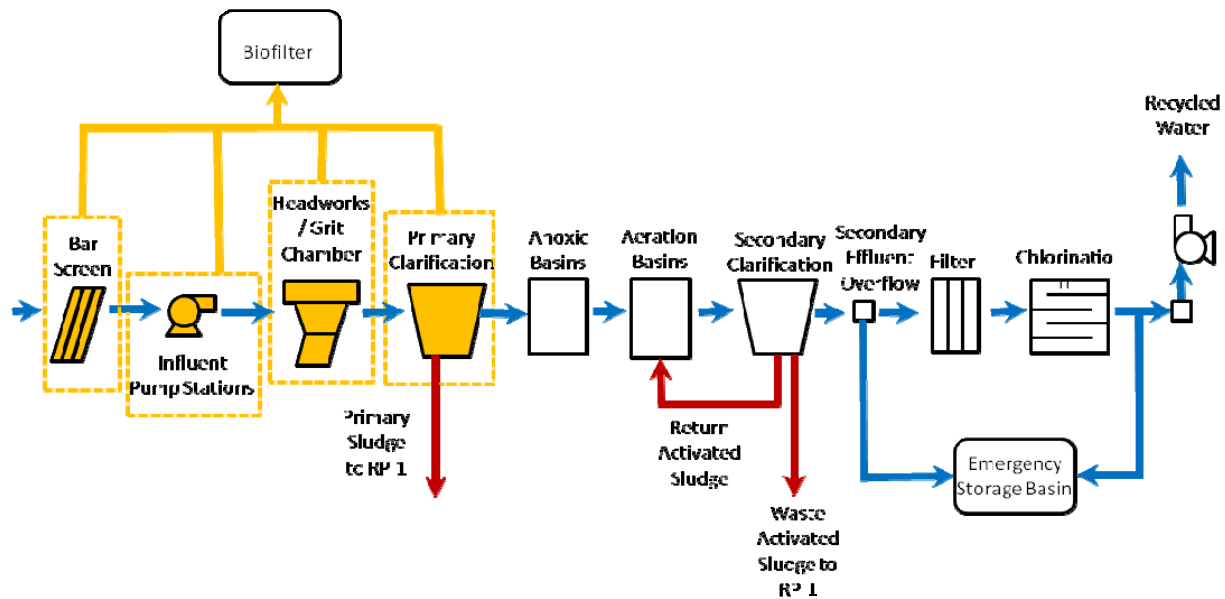 Biofilter
Recycled
Water
Headworks
/ Grit
Chamber
Bar
Screen
Primary
Clarification
Anoxic
Basins
Aeration
Basins
Secondary
Clarification
Secondary
Effluent
Overflow
Filter
Chlorinatio
n
Influent
Pump Stations
Primary
Sludge
to RP 1
Return
Activated
Sludge
Emergency
Storage Basin
Waste
Activated
Sludge to
RP 1